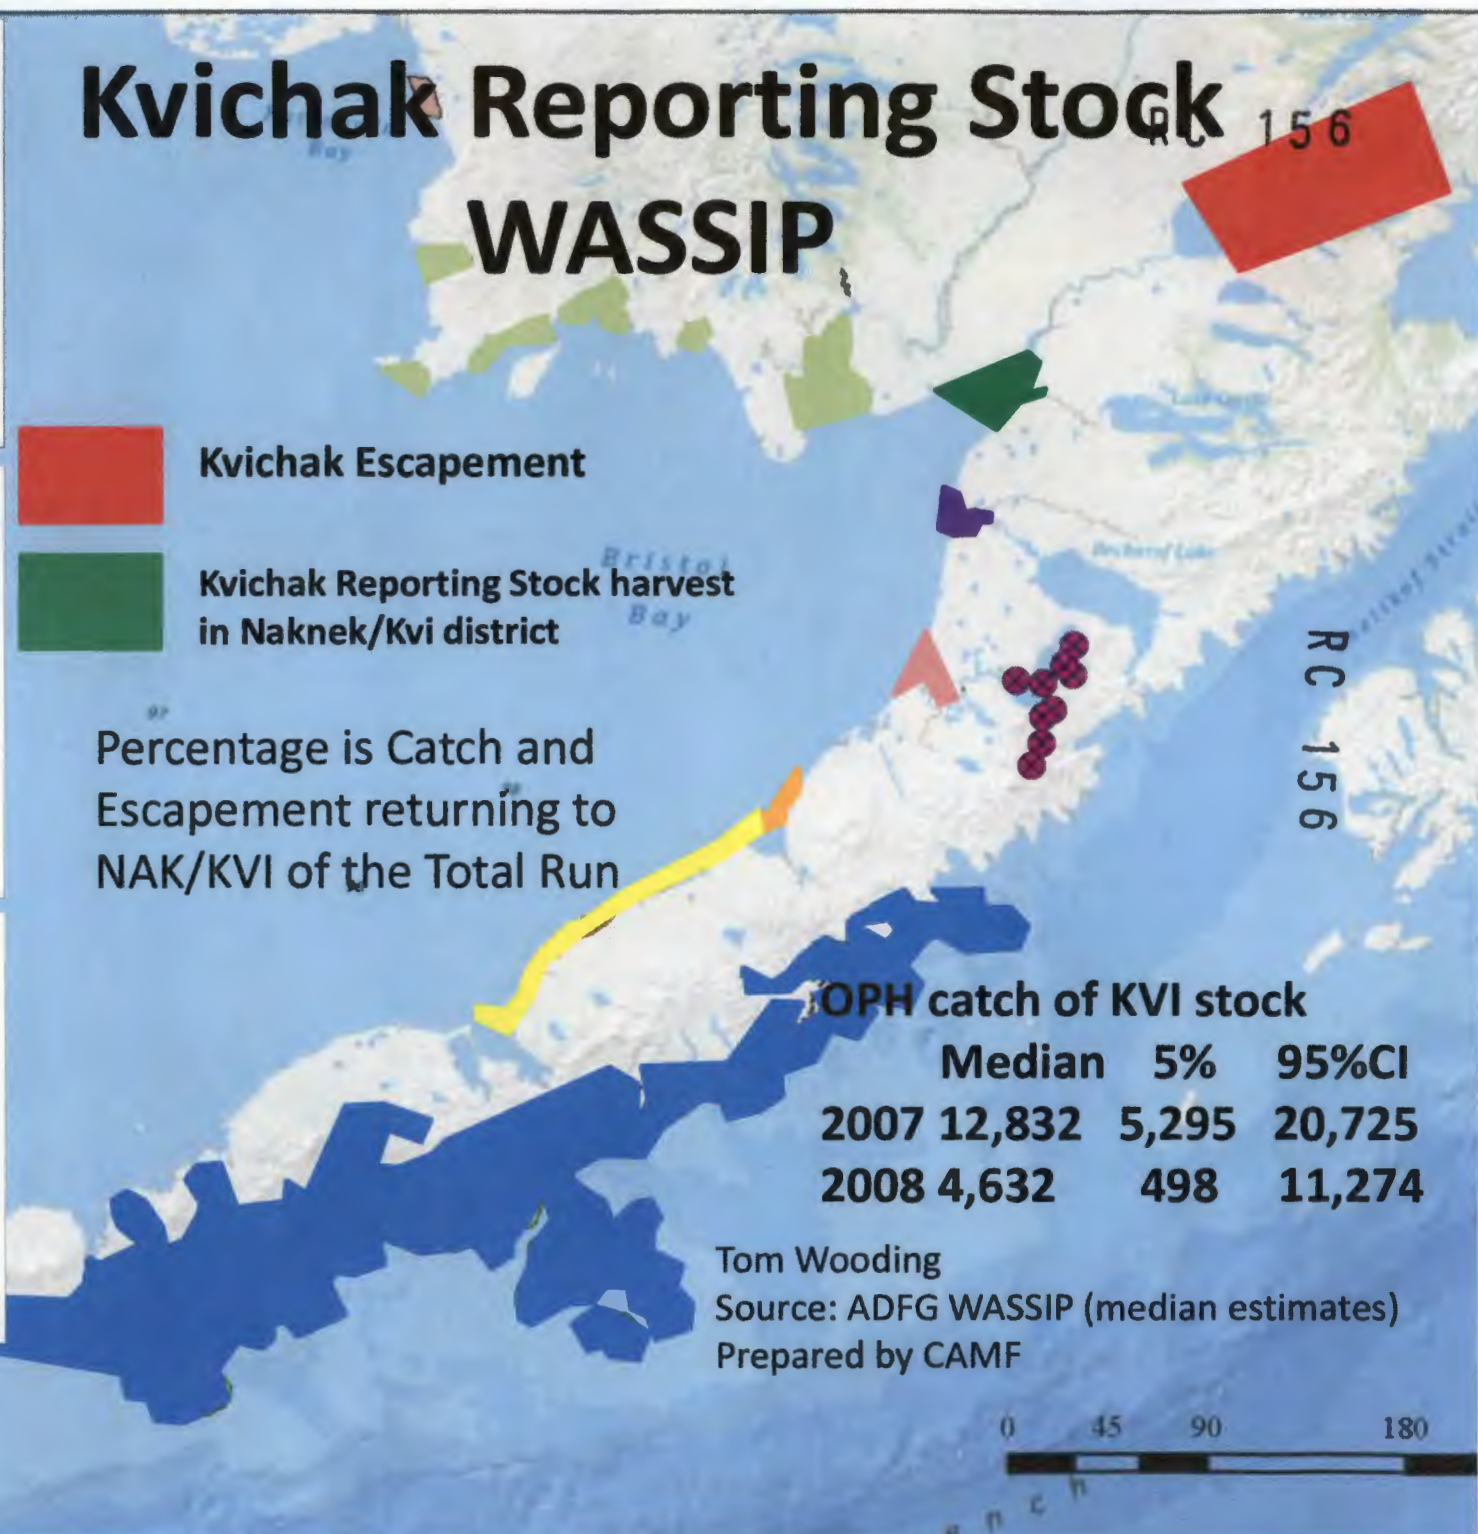 Kvichak Reporting Stock
RC 156
WASSIP
Kvichak Escapement
Kvichak Reporting Stock harvest
in Naknek/Kvi district
Bristol
Bay
Bay
Percentage is Catch and
Escapement returning to
NAK/KVI of the Total Run
Becharof Lake
RC 156
OPH catch of KVI stock
Median 5% 95%CI
2007 12,832 5,295 20,725
2008 4,632 498 11,274
Tom Wooding
Source: ADFG WASSIP (median estimates)
Prepared by CAMF
0 45 90 180